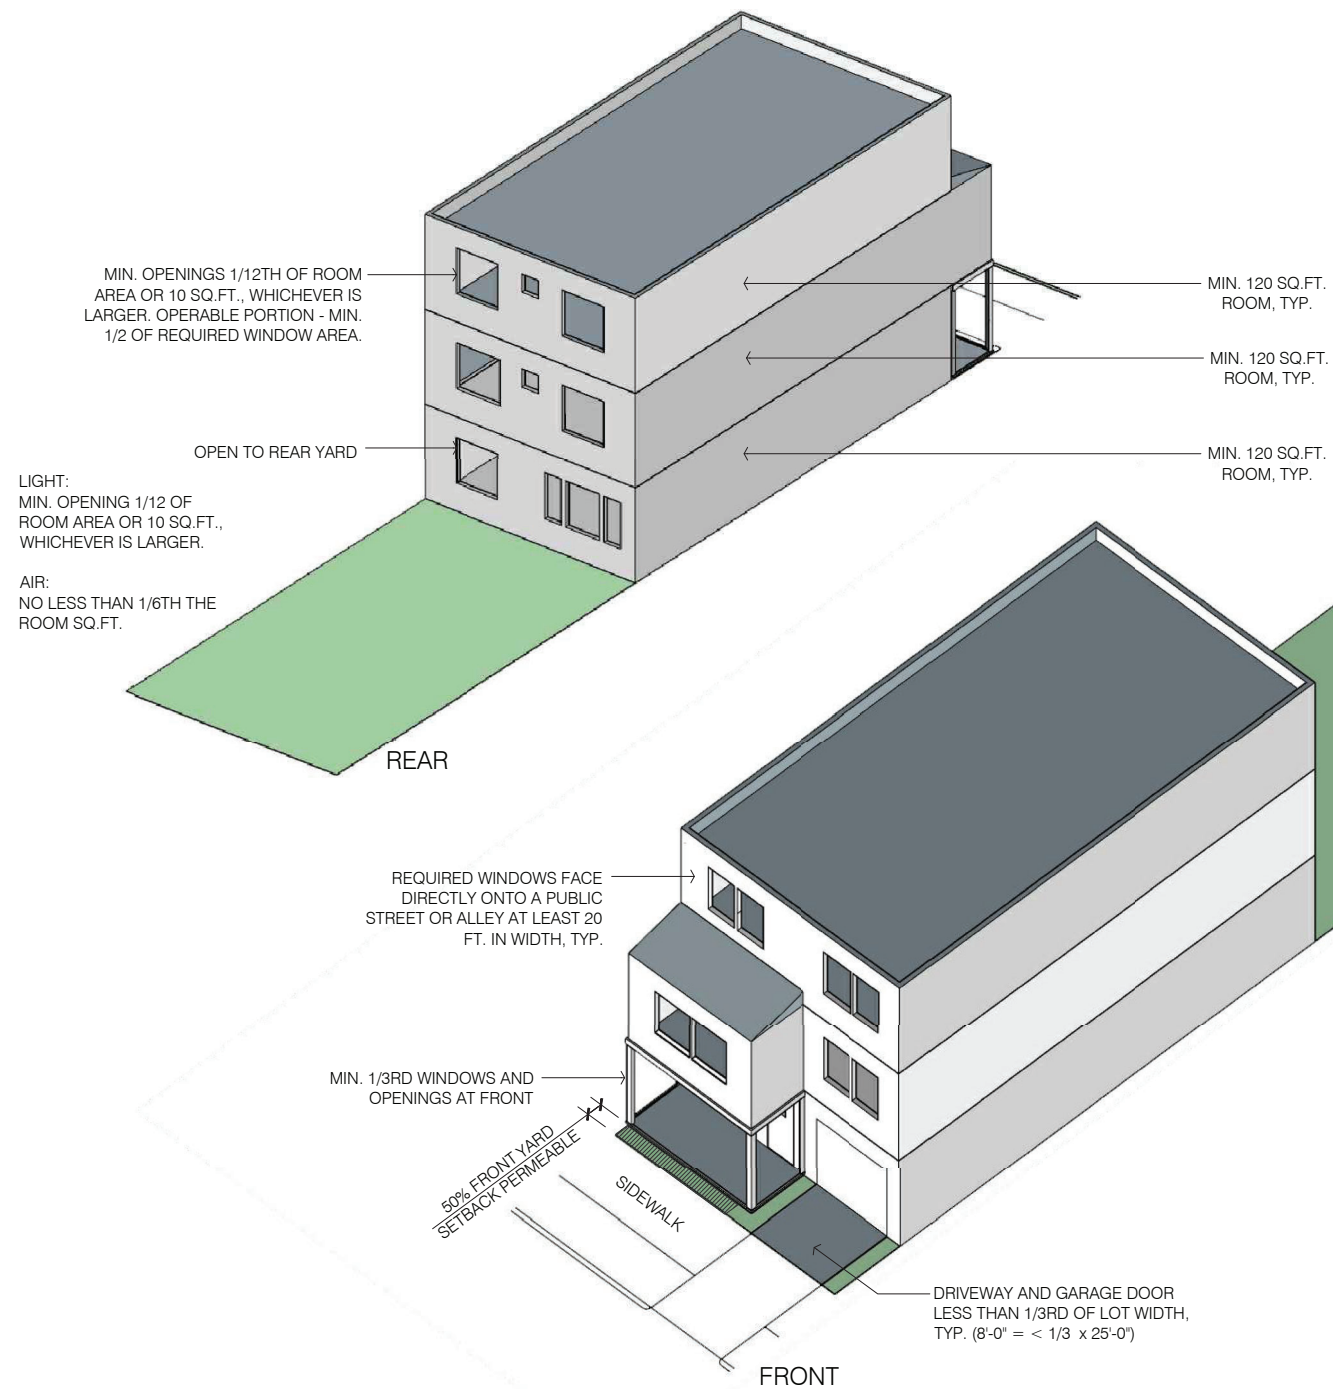 MIN. OPENINGS 1/12TH OF ROOM
AREA OR 10 SQ.FT., WHICHEVER IS
LARGER. OPERABLE PORTION - MIN.
1/2 OF REQUIRED WINDOW AREA.
MIN. 120 SQ.FT.
ROOM, TYP.
MIN. 120 SQ.FT.
ROOM, TYP.
OPEN TO REAR YARD
MIN. 120 SQ.FT.
ROOM, TYP.
LIGHT:
MIN. OPENING 1/12 OF
ROOM AREA OR 10 SQ.FT.,
WHICHEVER IS LARGER.
AIR:
NO LESS THAN 1/6TH THE
ROOM SQ.FT.
REAR
REQUIRED WINDOWS FACE
DIRECTLY ONTO A PUBLIC
STREET OR ALLEY AT LEAST 20
FT. IN WIDTH, TYP.
MIN. 1/3RD WINDOWS AND
OPENINGS AT FRONT
50% FRONT YARD
SETBACK PERMEABLE
SIDEWALK
DRIVEWAY AND GARAGE DOOR
LESS THAN 1/3RD OF LOT WIDTH,
TYP. (8'-0" = < 1/3 x 25'-0")
FRONT